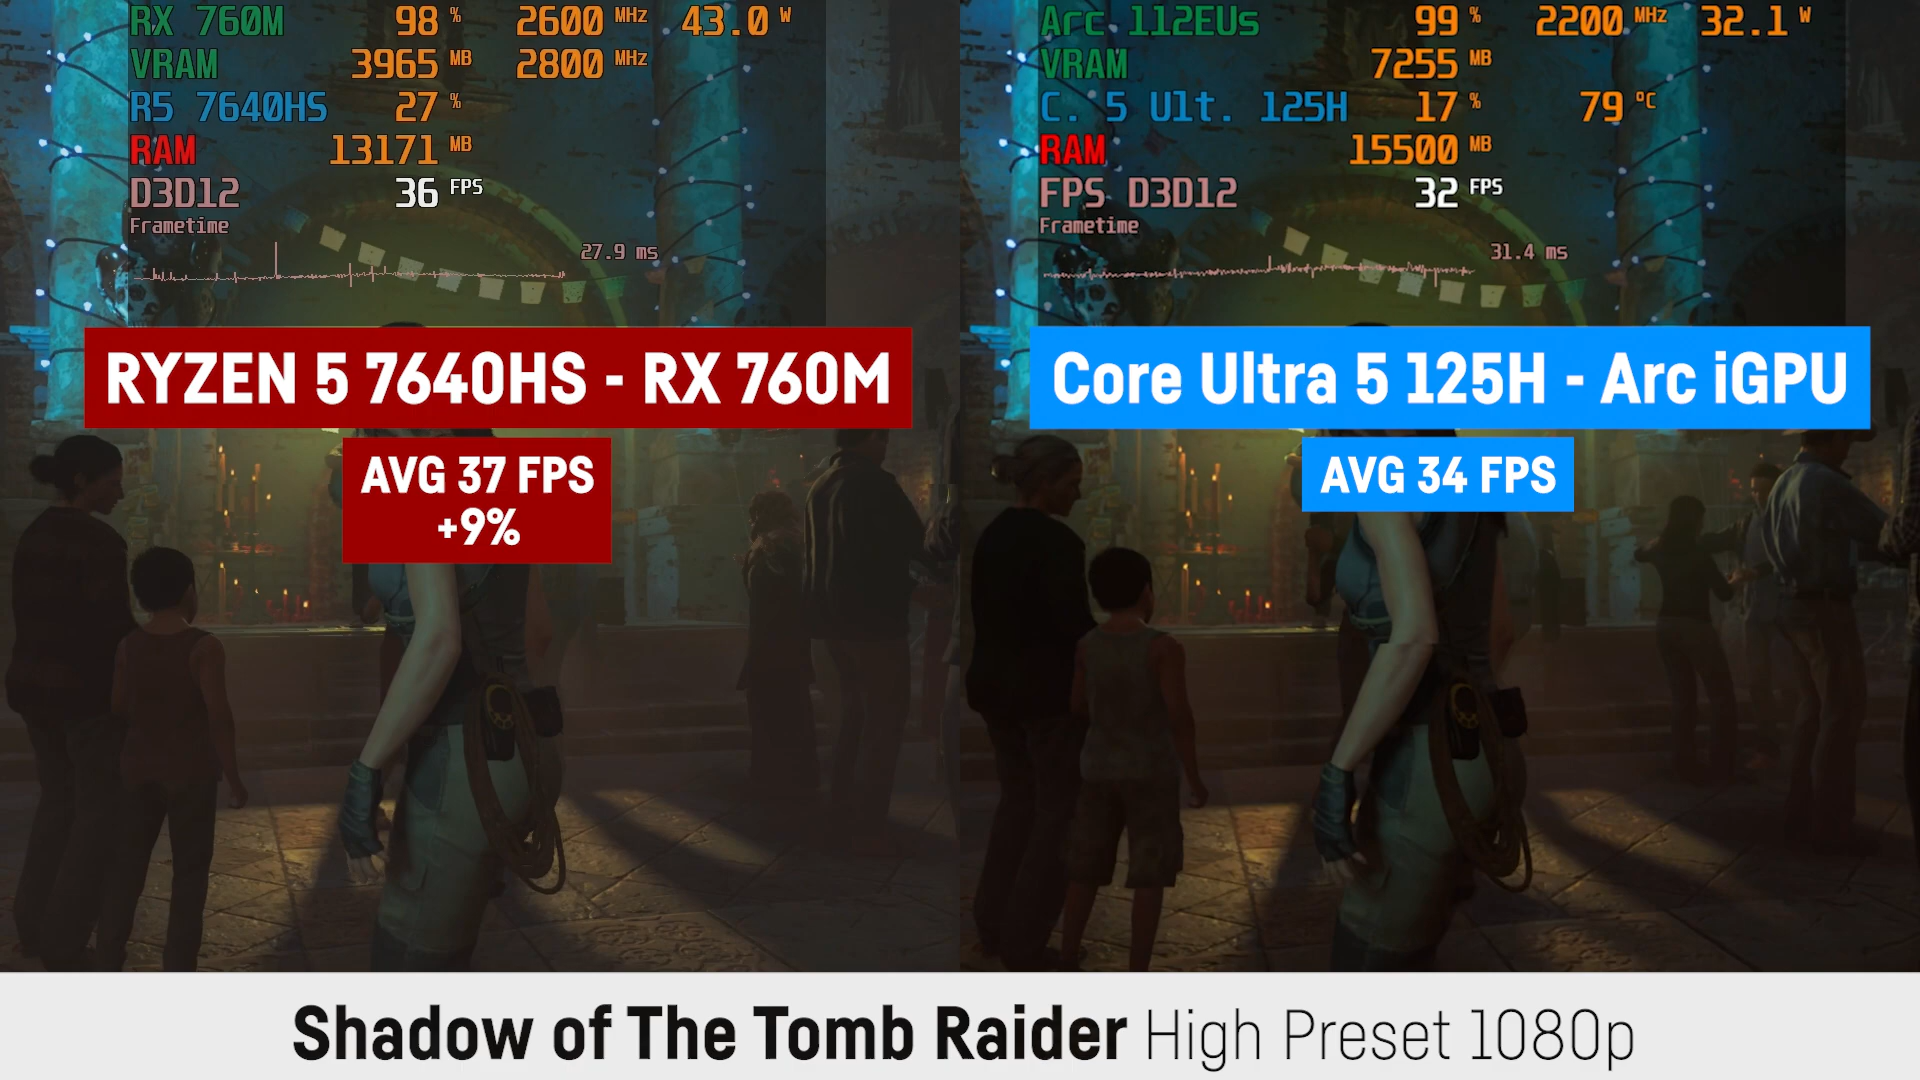 RX 760M 98 % 2600 MHz 43.0 W
VRAM 3965 MB 2800 MHz
R5 7640HS 27 %
RAM 13171 MB
D3D12 36 FPS
Frametime
27.9 ms
RYZEN 5 7640HS - RX 760M
AVG 37 FPS
+9%
Arc 112EUs 99 % 2200 MHz 32.1 W
VRAM 7255 MB
C. 5 Ult. 125H 17 % 79 °C
RAM 15500 MB
FPS D3D12 32 FPS
Frametime
31.4 ms
Core Ultra 5 125H - Arc iGPU
AVG 34 FPS
Shadow of The Tomb Raider High Preset 1080p